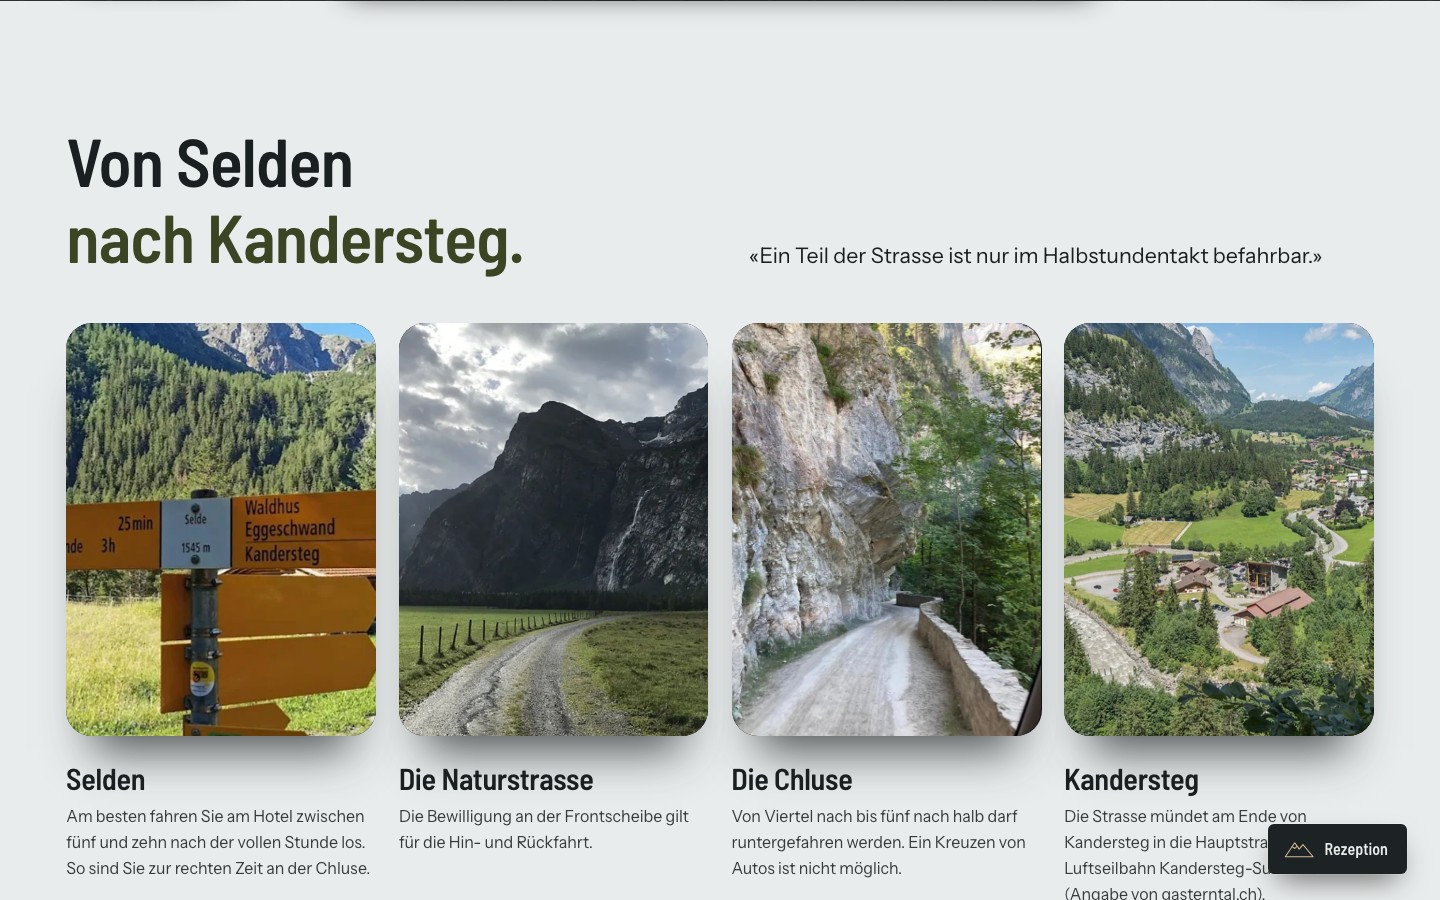 Von Selden
nach Kandersteg.
«Ein Teil der Strasse ist nur im Halbstundentakt befahrbar.»
25min
Selde
Waldhus
Eggeschwand
3h
1545 m
Kandersteg
Selden
Am besten fahren Sie am Hotel zwischen
fünf und zehn nach der vollen Stunde los.
So sind Sie zur rechten Zeit an der Chluse.
Die Naturstrasse
Die Bewilligung an der Frontscheibe gilt
für die Hin- und Rückfahrt.
Die Chluse
Von Viertel nach bis fünf nach halb darf
runtergefahren werden. Ein Kreuzen von
Autos ist nicht möglich.
Kandersteg
Die Strasse mündet am Ende von
Kandersteg in die
Luftseilbahn
(Angabe von gasterntal.ch).
Rezeption